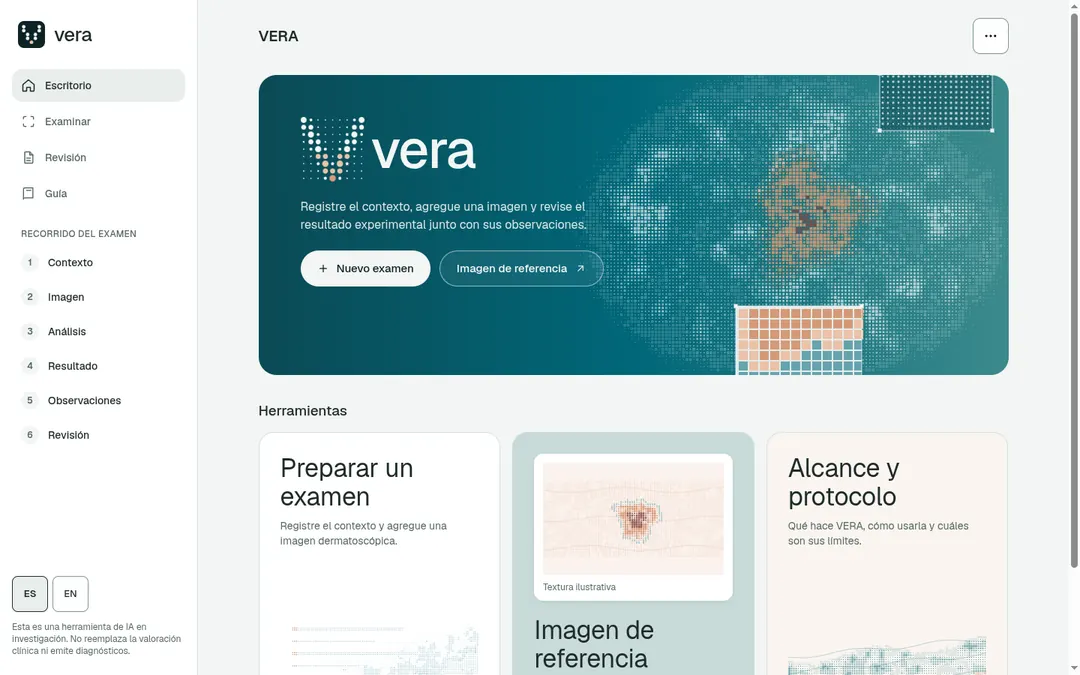 vera
Escritorio
Examinar
Revisión
Guía
RECORRIDO DEL EXAMEN
1 Contexto
2 Imagen
3 Análisis
4 Resultado
5 Observaciones
6 Revisión
ES EN
Esta es una herramienta de IA en
investigación. No reemplaza la valoración
clínica ni emite diagnósticos.
VERA
vera
Registre el contexto, agregue una imagen y revise el
resultado experimental junto con sus observaciones.
+ Nuevo examen
Imagen de referencia ↗
Herramientas
Preparar un
examen
Registre el contexto y agregue una
imagen dermatoscópica.
Textura ilustrativa
Imagen de
referencia
Alcance y
protocolo
Qué hace VERA, cómo usarla y cuáles
son sus límites.